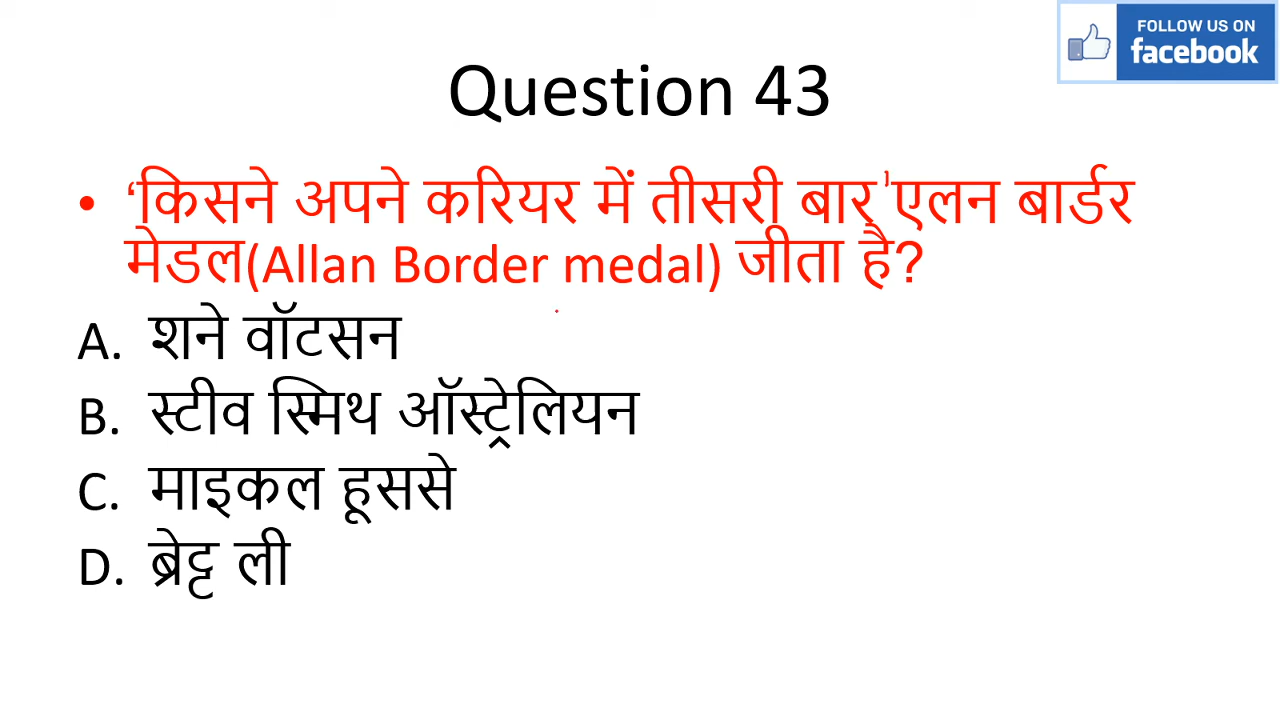 FOLLOW US ON
facebook
Question 43
• ‘किसने अपने करियर में तीसरी बार 'एलन बार्डर
मेडल(Allan Border medal) जीता है?
A. शने वॉटसन
B. स्टीव स्मिथ ऑस्ट्रेलियन
C. माइकल हूससे
D. ब्रेट्ट ली